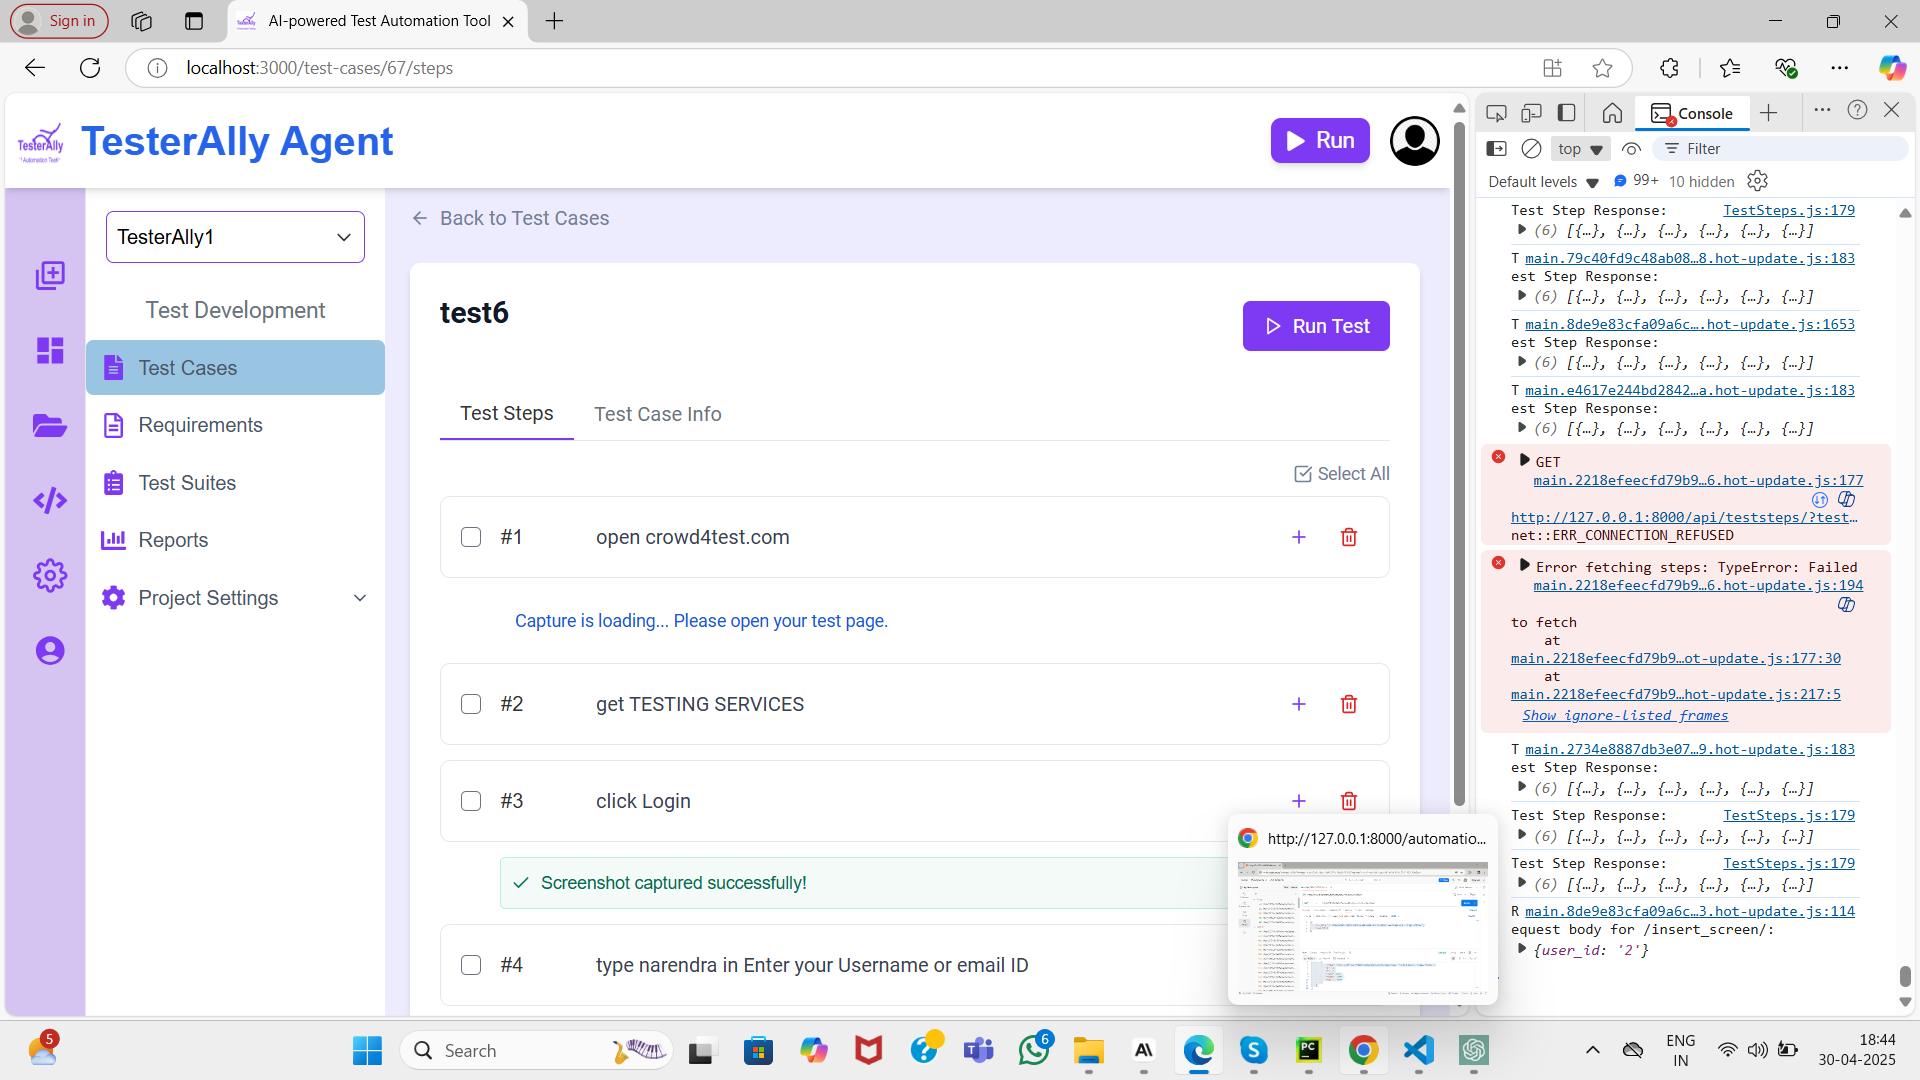 Sign in
AI-powered Test Automation Tool
localhost:3000/test-cases/67/steps
TesterAlly
TesterAlly Agent
Run
TesterAlly1
Test Development
Test Cases
Requirements
Test Suites
Reports
Project Settings
Back to Test Cases
test6
Run Test
Test Steps
Test Case Info
Select All
#1
open crowd4test.com
Capture is loading... Please open your test page.
#2
get TESTING SERVICES
#3
click Login
Screenshot captured successfully!
#4
type narendra in Enter your Username or email ID
Console
top
Filter
Default levels
99+
10 hidden
Test Step Response: TestSteps.js:179
(6) [{…}, {…}, {…}, {…}, {…}, {…}]
T main.79c40fd9c48ab08…8.hot-update.js:183
est Step Response:
(6) [{…}, {…}, {…}, {…}, {…}, {…}]
T main.8de9e83cfa09a6c….hot-update.js:1653
est Step Response:
(6) [{…}, {…}, {…}, {…}, {…}, {…}]
T main.e4617e244bd2842…a.hot-update.js:183
est Step Response:
(6) [{…}, {…}, {…}, {…}, {…}, {…}]
GET
main.2218efeecfd79b9…6.hot-update.js:177
http://127.0.0.1:8000/api/teststeps/?test…
net::ERR_CONNECTION_REFUSED
Error fetching steps: TypeError: Failed
main.2218efeecfd79b9…6.hot-update.js:194
to fetch
at
main.2218efeecfd79b9…ot-update.js:177:30
at
main.2218efeecfd79b9…hot-update.js:217:5
Show ignore-listed frames
T main.2734e8887db3e07…9.hot-update.js:183
est Step Response:
(6) [{…}, {…}, {…}, {…}, {…}, {…}]
Test Step Response: TestSteps.js:179
(6) [{…}, {…}, {…}, {…}, {…}, {…}]
Test Step Response: TestSteps.js:179
(6) [{…}, {…}, {…}, {…}, {…}, {…}]
R main.8de9e83cfa09a6c…3.hot-update.js:114
equest body for /insert_screen/:
{user_id: '2'}
http://127.0.0.1:8000/automatio...
5
Search
6
PC
ENG
IN
18:44
30-04-2025